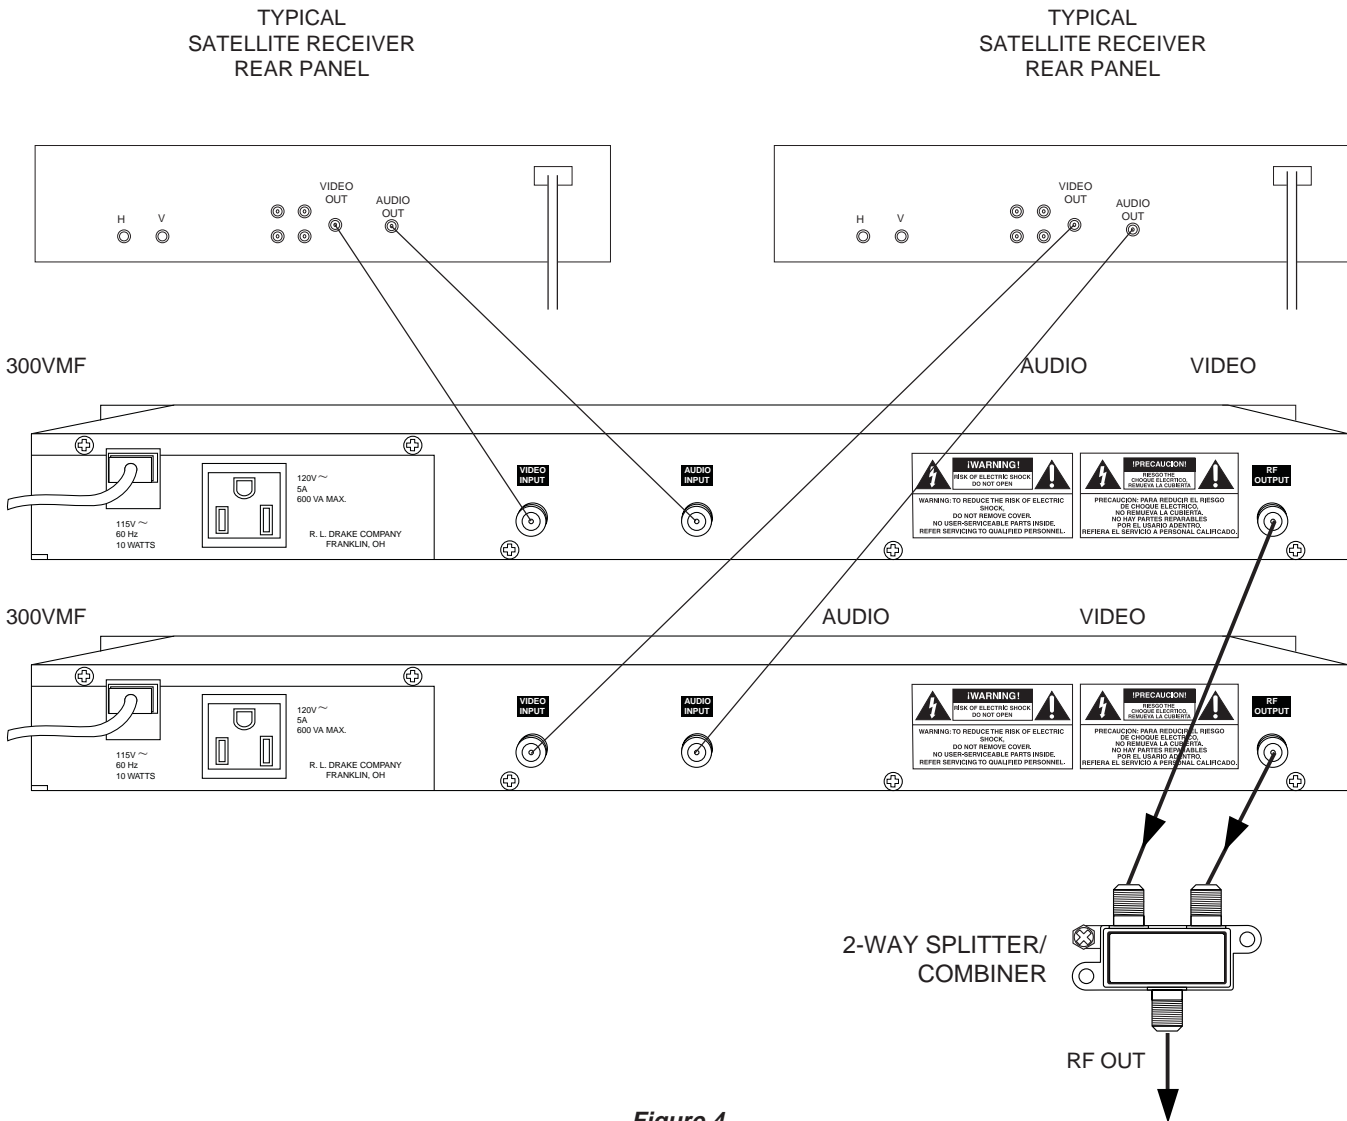 TYPICAL
SATELLITE RECEIVER
REAR PANEL
TYPICAL
SATELLITE RECEIVER
REAR PANEL
H
V
VIDEO
OUT
AUDIO
OUT
H
V
VIDEO
OUT
AUDIO
OUT
300VMF
AUDIO
VIDEO
115V ~
60 Hz
10 WATTS
120V ~
5A
600 VA MAX.
R. L. DRAKE COMPANY
FRANKLIN, OH
VIDEO
INPUT
AUDIO
INPUT
¡WARNING!
RISK OF ELECTRIC SHOCK
DO NOT OPEN
WARNING: TO REDUCE THE RISK OF ELECTRIC
SHOCK,
DO NOT REMOVE COVER.
NO USER-SERVICEABLE PARTS INSIDE.
REFER SERVICING TO QUALIFIED PERSONNEL.
!PRECAUCION!
RIESGO THE
CHOQUE ELECRTICO,
REMUEVA LA CUBIERTA.
PRECAUCION: PARA REDUCIR EL RIESGO
DE CHOQUE ELECTRICO,
NO REMUEVA LA CUBIERTA.
NO HAY PARTES REPARABLES
POR EL USARIO ADENTRO.
REFIERA EL SERVICIO A PERSONAL CALIFICADO.
RF
OUTPUT
300VMF
AUDIO
VIDEO
115V ~
60 Hz
10 WATTS
120V ~
5A
600 VA MAX.
R. L. DRAKE COMPANY
FRANKLIN, OH
VIDEO
INPUT
AUDIO
INPUT
¡WARNING!
RISK OF ELECTRIC SHOCK
DO NOT OPEN
WARNING: TO REDUCE THE RISK OF ELECTRIC
SHOCK,
DO NOT REMOVE COVER.
NO USER-SERVICEABLE PARTS INSIDE.
REFER SERVICING TO QUALIFIED PERSONNEL.
!PRECAUCION!
RIESGO THE
CHOQUE ELECRTICO,
REMUEVA LA CUBIERTA.
PRECAUCION: PARA REDUCIR EL RIESGO
DE CHOQUE ELECTRICO,
NO REMUEVA LA CUBIERTA.
NO HAY PARTES REPARABLES
POR EL USARIO ADENTRO.
REFIERA EL SERVICIO A PERSONAL CALIFICADO.
RF
OUTPUT
2-WAY SPLITTER/
COMBINER
RF OUT
Figure 4